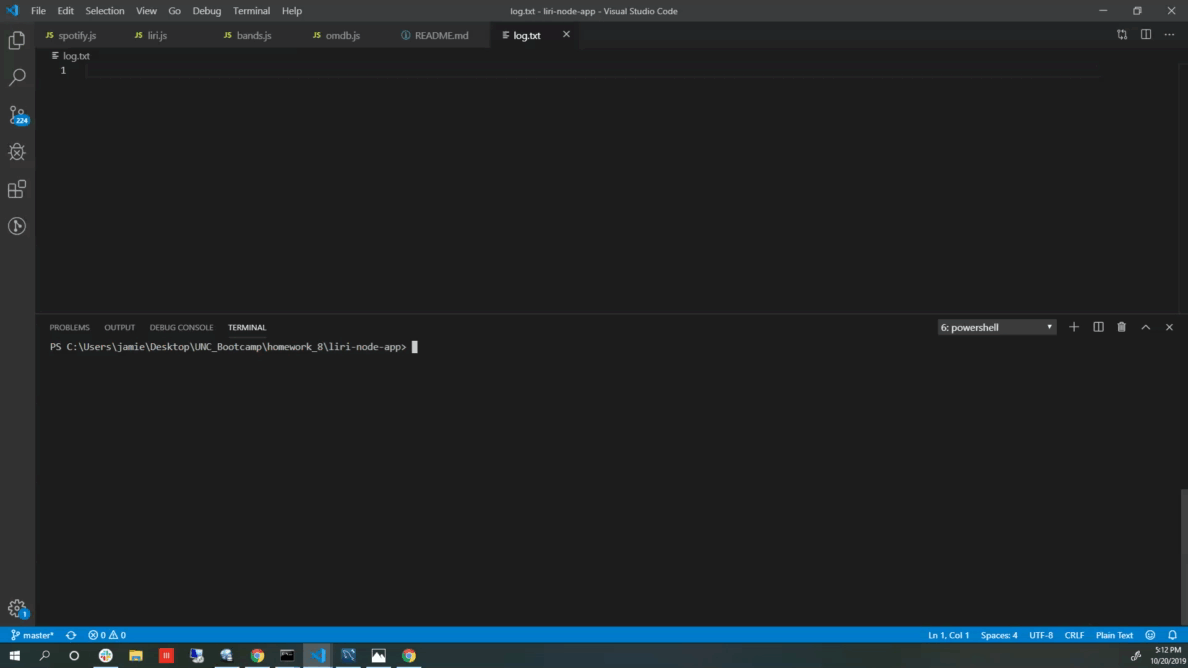 File Edit Selection View Go Debug Terminal Help
log.txt - liri-node-app - Visual Studio Code
JS spotify.js JS liri.js JS bands.js JS omdb.js README.md log.txt
log.txt
1
224
PROBLEMS OUTPUT DEBUG CONSOLE TERMINAL
6: powershell
PS C:\Users\jamie\Desktop\UNC_Bootcamp\homework_8\liri-node-app>
1
master* 0 0
Ln 1, Col 1 Spaces: 4 UTF-8 CRLF Plain Text
5:12 PM
10/20/2019